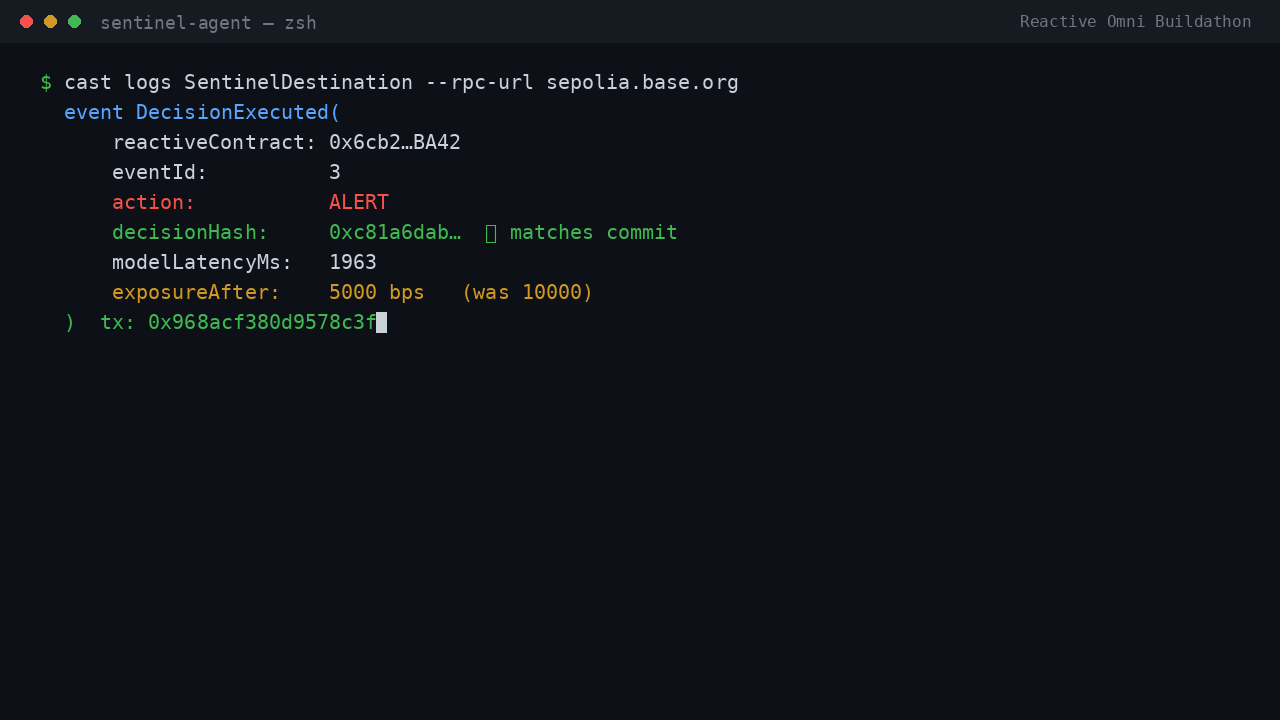 sentinel-agent — zsh
Reactive Omni Buildathon
$ cast logs SentinelDestination --rpc-url sepolia.base.org
event DecisionExecuted(
reactiveContract: 0x6cb2…BA42
eventId: 3
action: ALERT
decisionHash: 0xc81a6dab… ▯ matches commit
modelLatencyMs: 1963
exposureAfter: 5000 bps (was 10000)
) tx: 0x968acf380d9578c3f